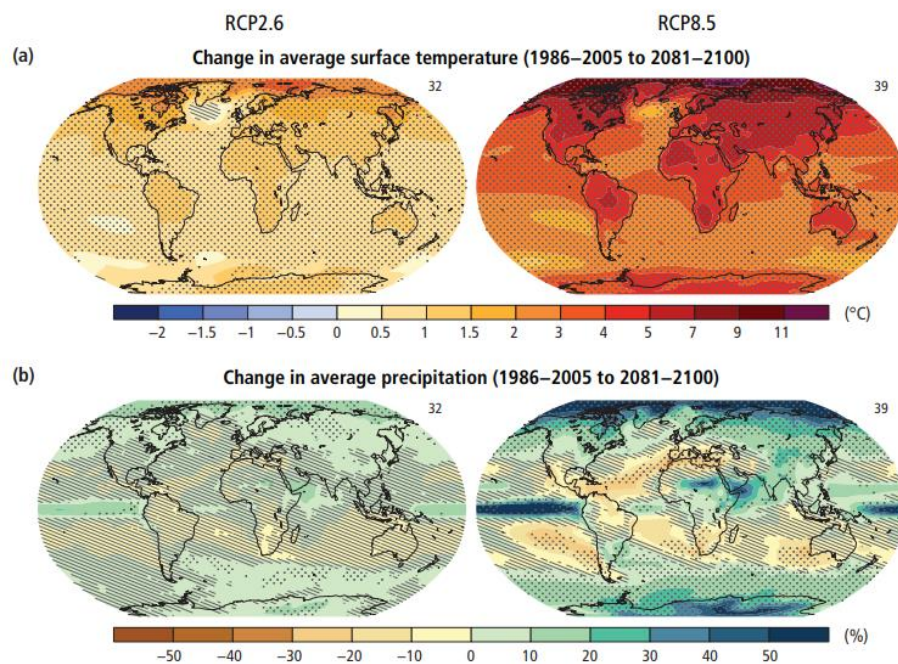 RCP2.6 RCP8.5
(a) Change in average surface temperature (1986–2005 to 2081–2100)
32 39
−2 −1.5 −1 −0.5 0 0.5 1 1.5 2 3 4 5 7 9 11 (°C)
(b) Change in average precipitation (1986–2005 to 2081–2100)
32 39
−50 −40 −30 −20 −10 0 10 20 30 40 50 (%)